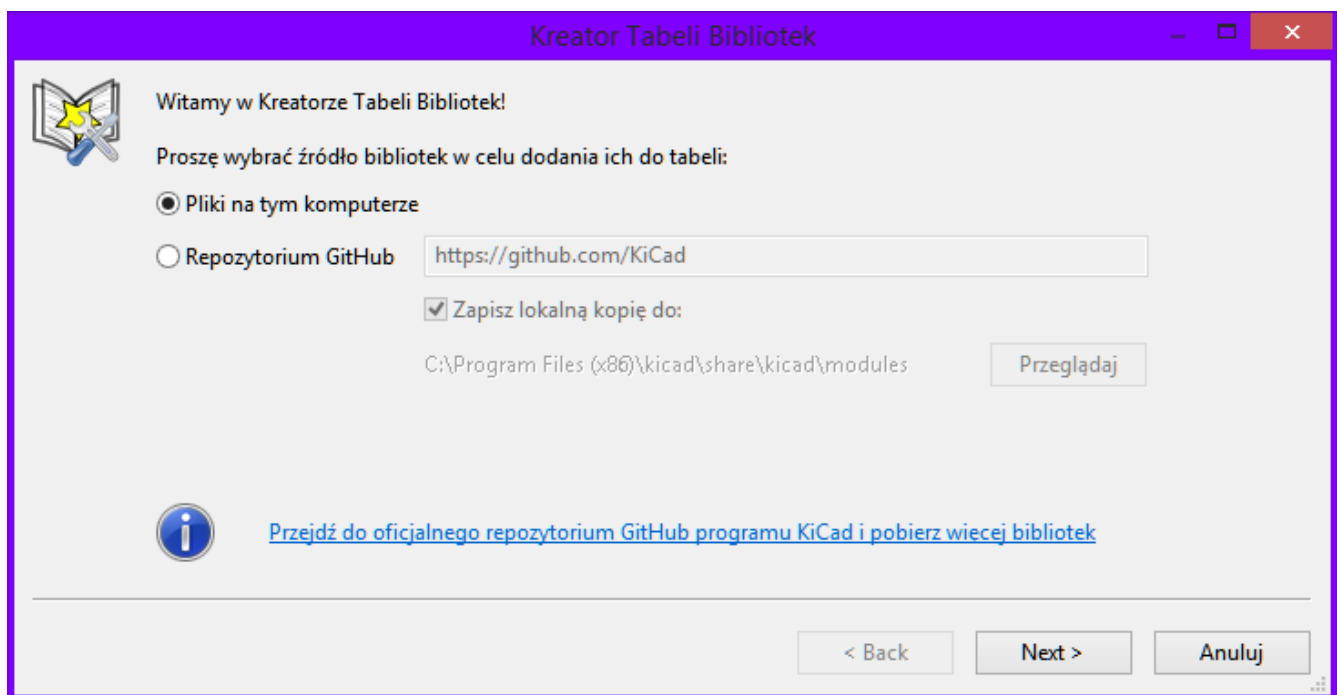 Kreator Tabeli Bibliotek
Witamy w Kreatorze Tabeli Bibliotek!
Proszę wybrać źródło bibliotek w celu dodania ich do tabeli:
Pliki na tym komputerze
Repozytorium GitHub https://github.com/KiCad
Zapisz lokalną kopię do:
C:\Program Files (x86)\kicad\share\kicad\modules Przeglądaj
Przejdź do oficjalnego repozytorium GitHub programu KiCad i pobierz więcej bibliotek
< Back Next > Anuluj